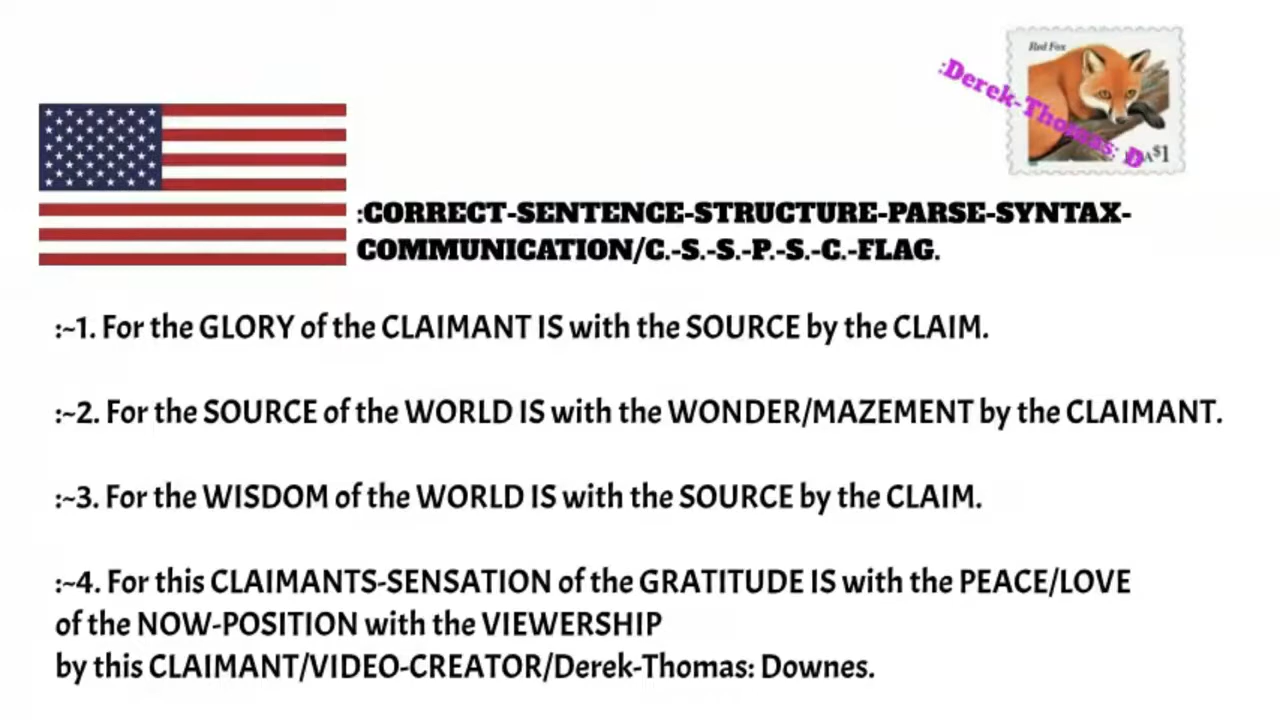 Red Fox
:Derek-Thomas: D
$1
:CORRECT-SENTENCE-STRUCTURE-PARSE-SYNTAX-
COMMUNICATION/C.-S.-S.-P.-S.-C.-FLAG.
:~1. For the GLORY of the CLAIMANT IS with the SOURCE by the CLAIM.
:~2. For the SOURCE of the WORLD IS with the WONDER/MAZEMENT by the CLAIMANT.
:~3. For the WISDOM of the WORLD IS with the SOURCE by the CLAIM.
:~4. For this CLAIMANTS-SENSATION of the GRATITUDE IS with the PEACE/LOVE
of the NOW-POSITION with the VIEWERSHIP
by this CLAIMANT/VIDEO-CREATOR/Derek-Thomas: Downes.